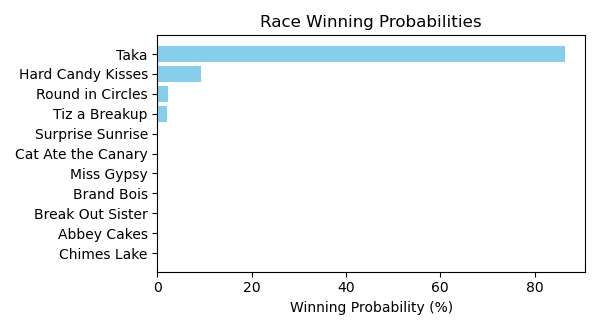 Race Winning Probabilities
Taka
Hard Candy Kisses
Round in Circles
Tiz a Breakup
Surprise Sunrise
Cat Ate the Canary
Miss Gypsy
Brand Bois
Break Out Sister
Abbey Cakes
Chimes Lake
0 20 40 60 80
Winning Probability (%)